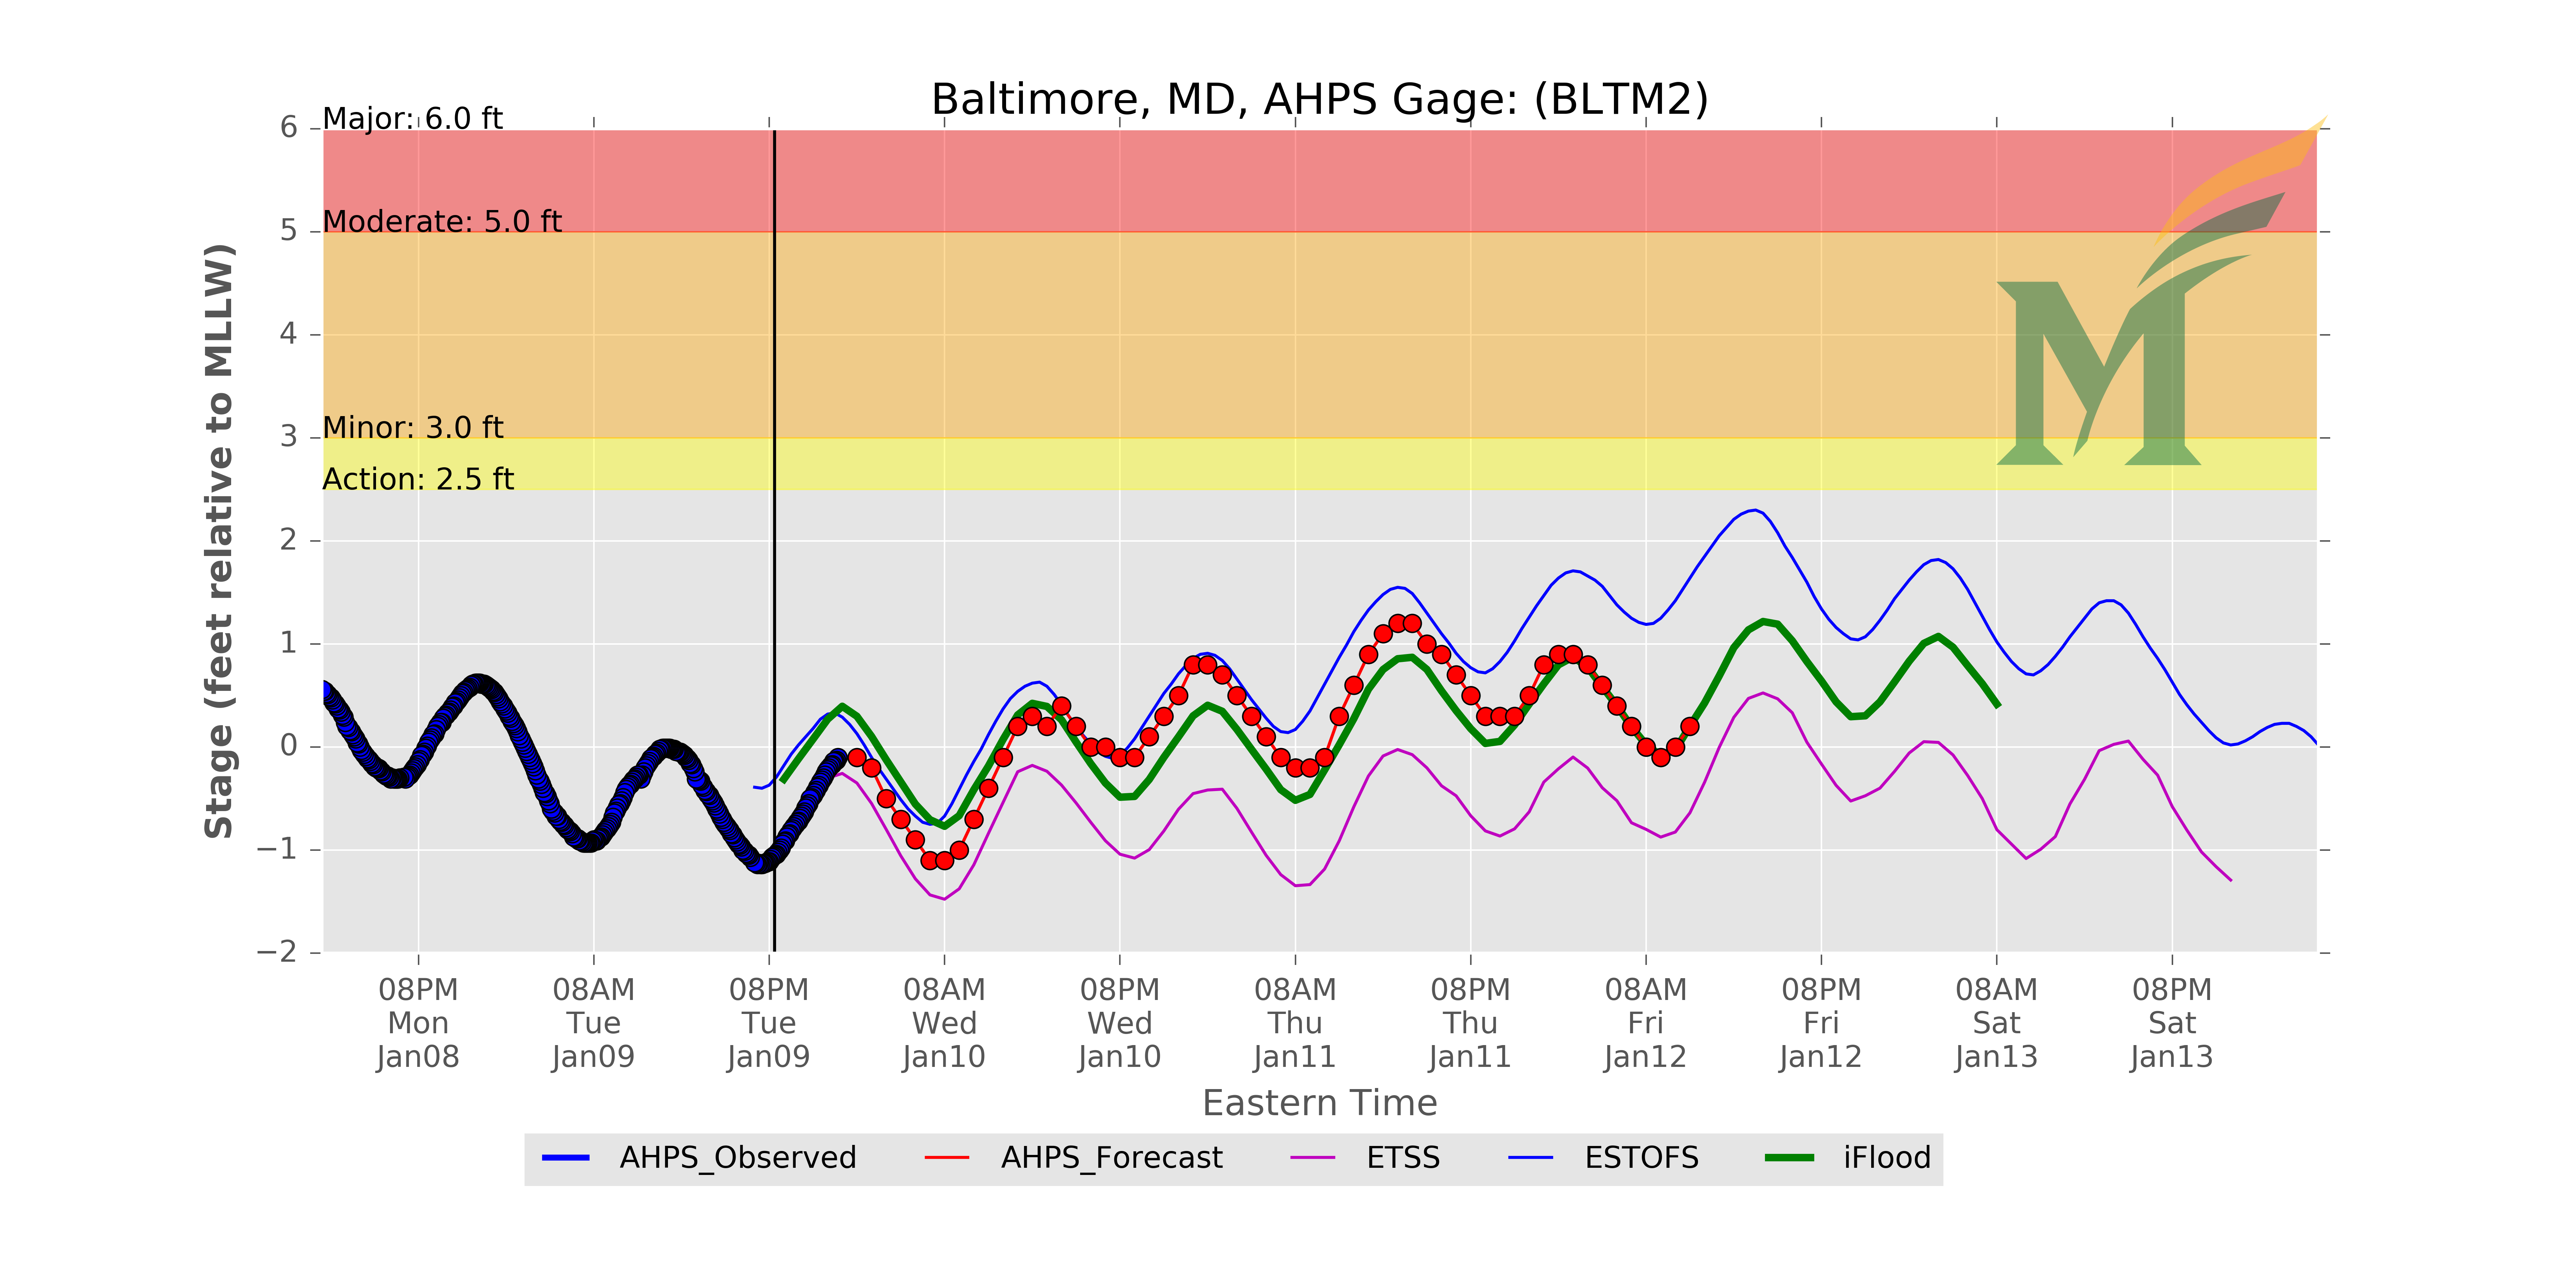 Baltimore, MD, AHPS Gage: (BLTM2)
Major: 6.0 ft
Moderate: 5.0 ft
Minor: 3.0 ft
Action: 2.5 ft
Stage (feet relative to MLLW)
6
5
4
3
2
1
0
−1
−2
08PM 08AM 08PM 08AM 08PM 08AM 08PM 08AM 08PM 08AM 08PM
Mon Tue Tue Wed Wed Thu Thu Fri Fri Sat Sat
Jan08 Jan09 Jan09 Jan10 Jan10 Jan11 Jan11 Jan12 Jan12 Jan13 Jan13
Eastern Time
AHPS_Observed AHPS_Forecast ETSS ESTOFS iFlood
M